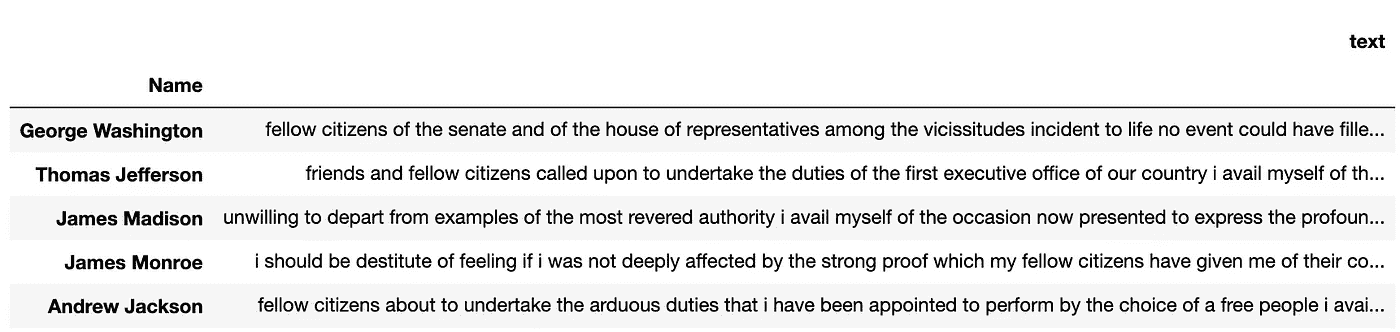 text
Name
George Washington fellow citizens of the senate and of the house of representatives among the vicissitudes incident to life no event could have fille...
Thomas Jefferson friends and fellow citizens called upon to undertake the duties of the first executive office of our country i avail myself of th...
James Madison unwilling to depart from examples of the most revered authority i avail myself of the occasion now presented to express the profoun...
James Monroe i should be destitute of feeling if i was not deeply affected by the strong proof which my fellow citizens have given me of their co...
Andrew Jackson fellow citizens about to undertake the arduous duties that i have been appointed to perform by the choice of a free people i avai...